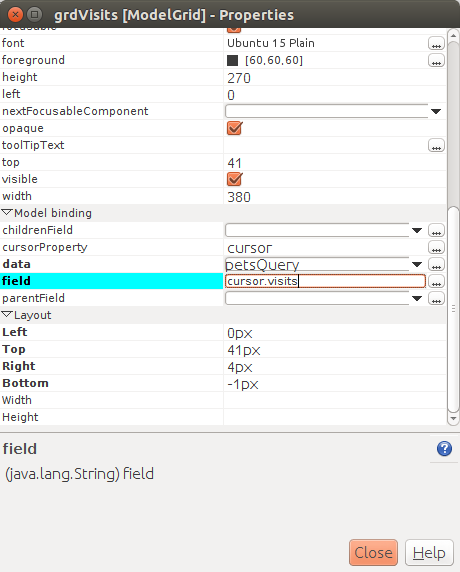 grdVisits [ModelGrid] - Properties
font Ubuntu 15 Plain ...
foreground [60,60,60] ...
height 270
left 0
nextFocusableComponent
opaque
toolTipText ...
top 41
visible
width 380
Model binding
childrenField ...
cursorProperty cursor ...
data petsQuery ...
field cursor.visits ...
parentField ...
Layout
Left 0px
Top 41px
Right 4px
Bottom -1px
Width
Height
field
(java.lang.String) field
Close Help